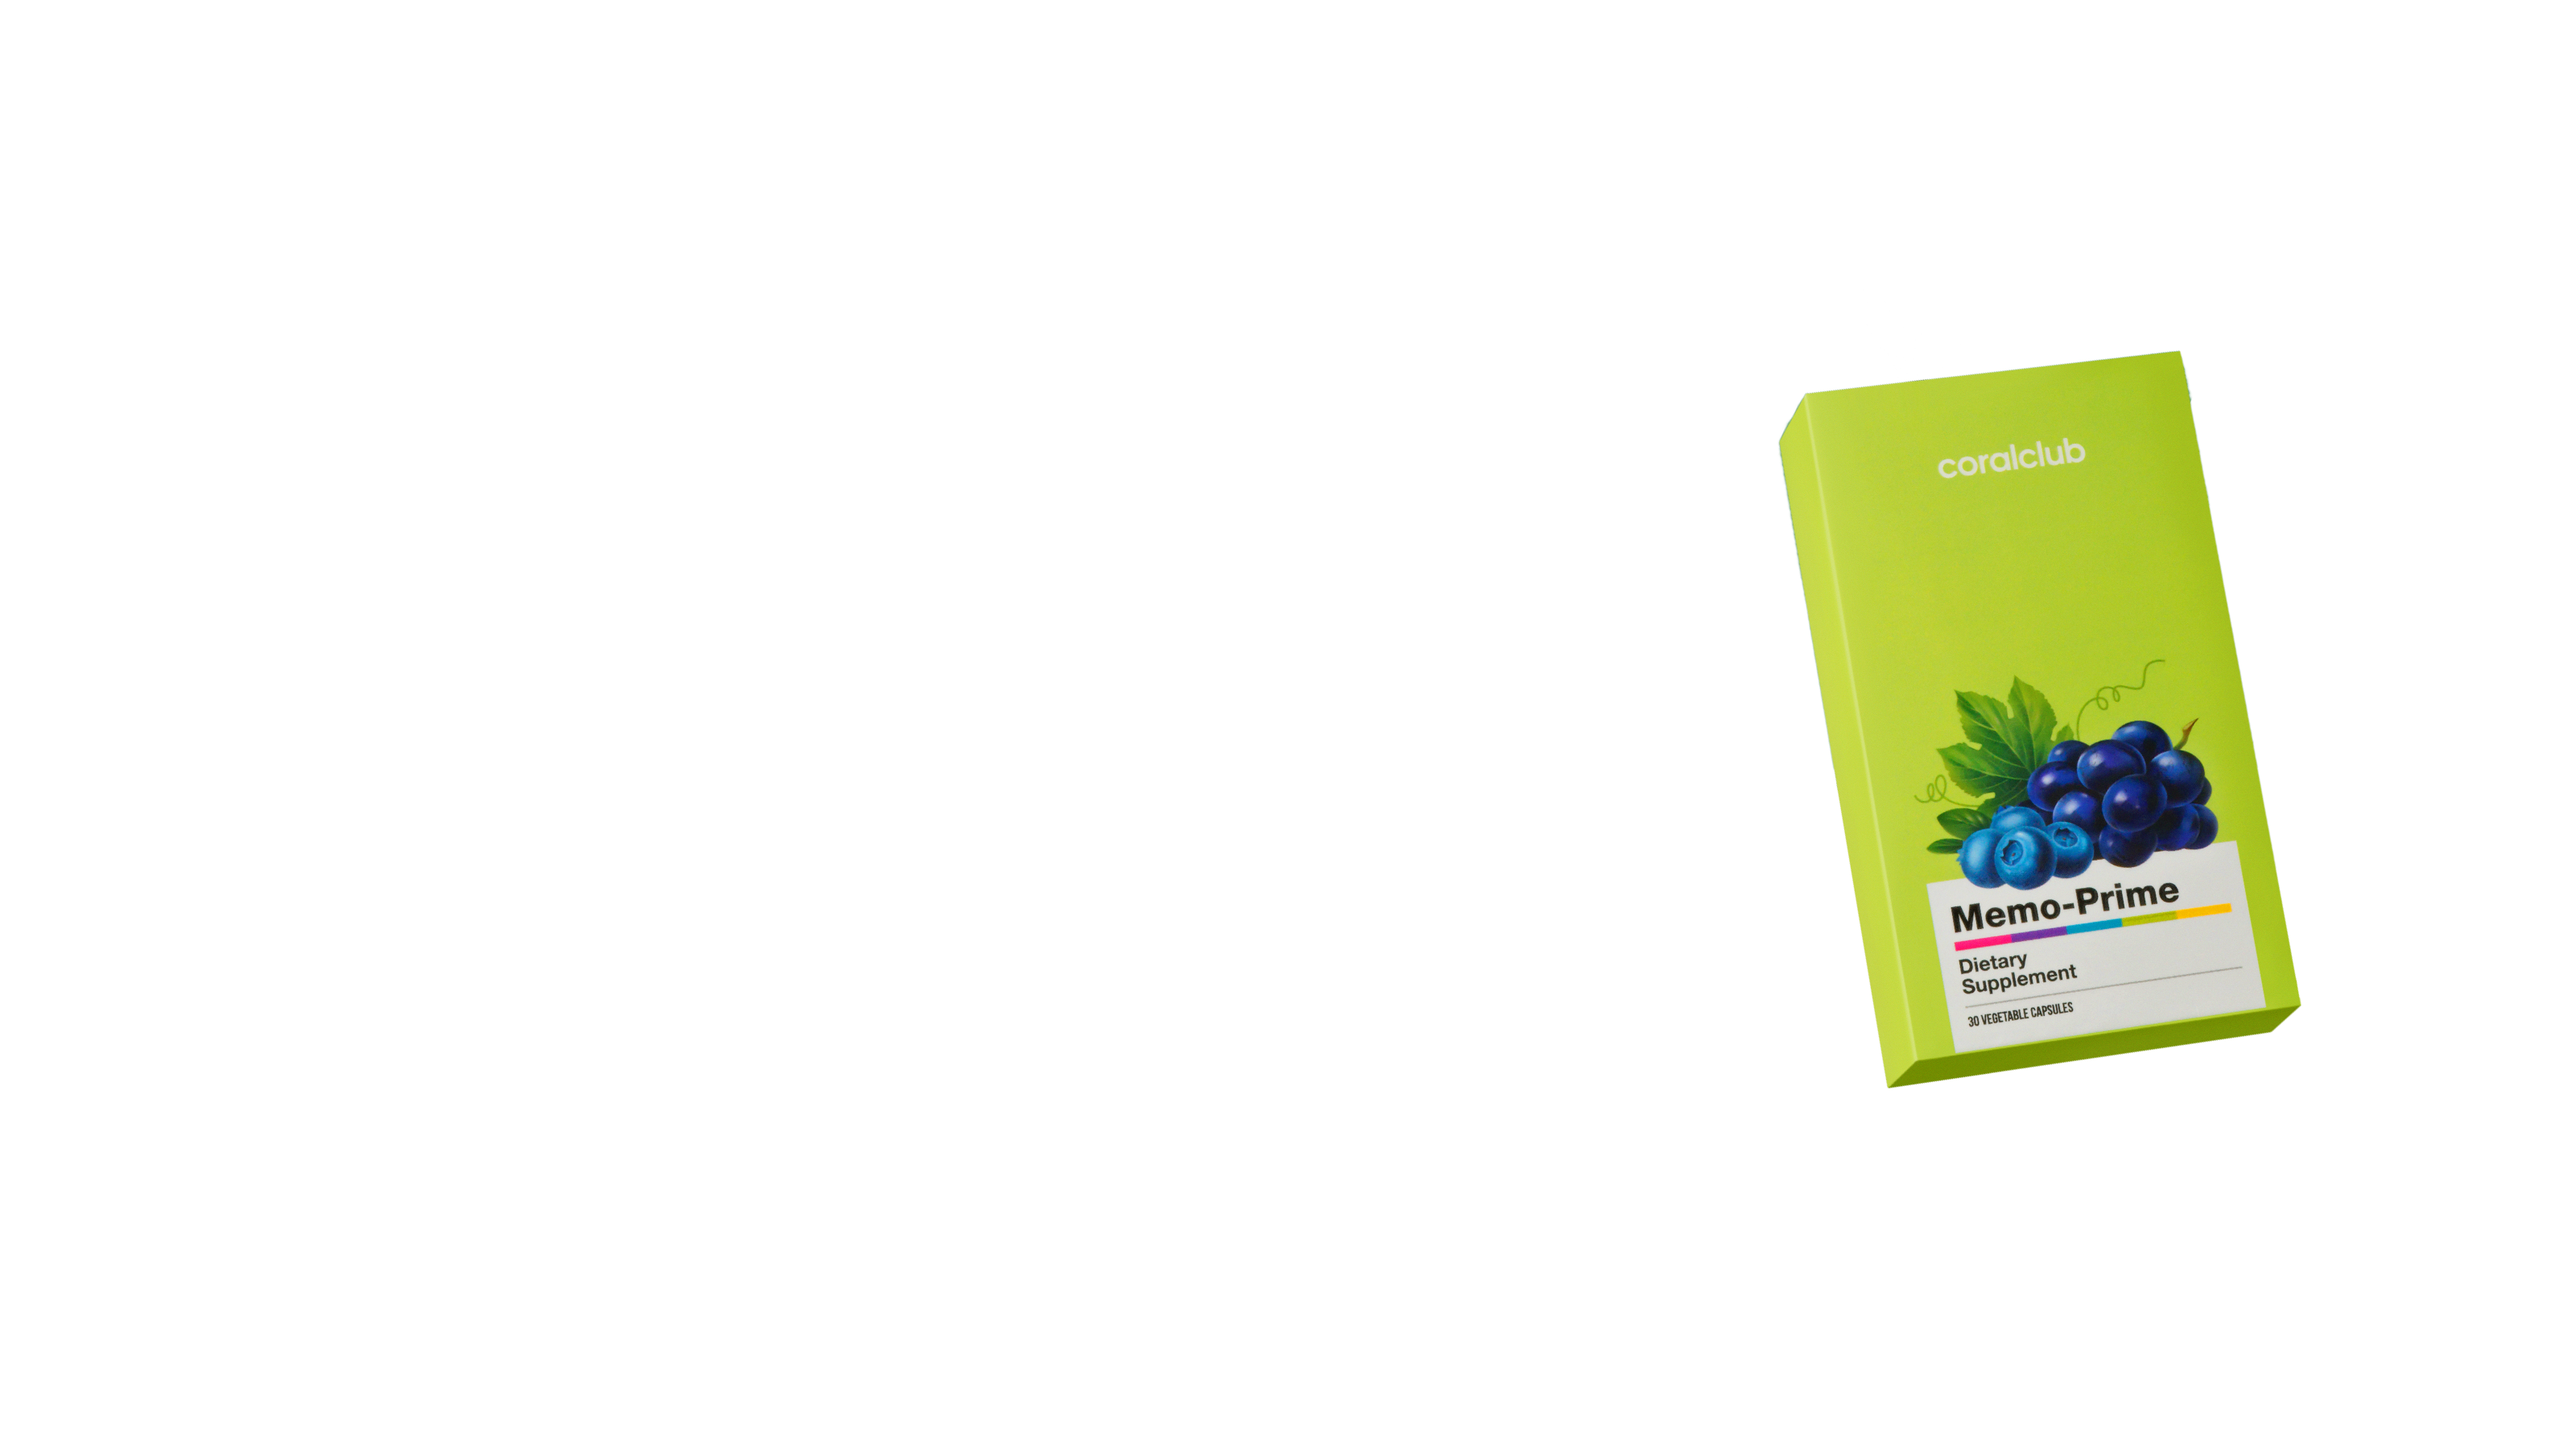 coralclub
Memo-Prime
Dietary
Supplement
30 VEGETABLE CAPSULES